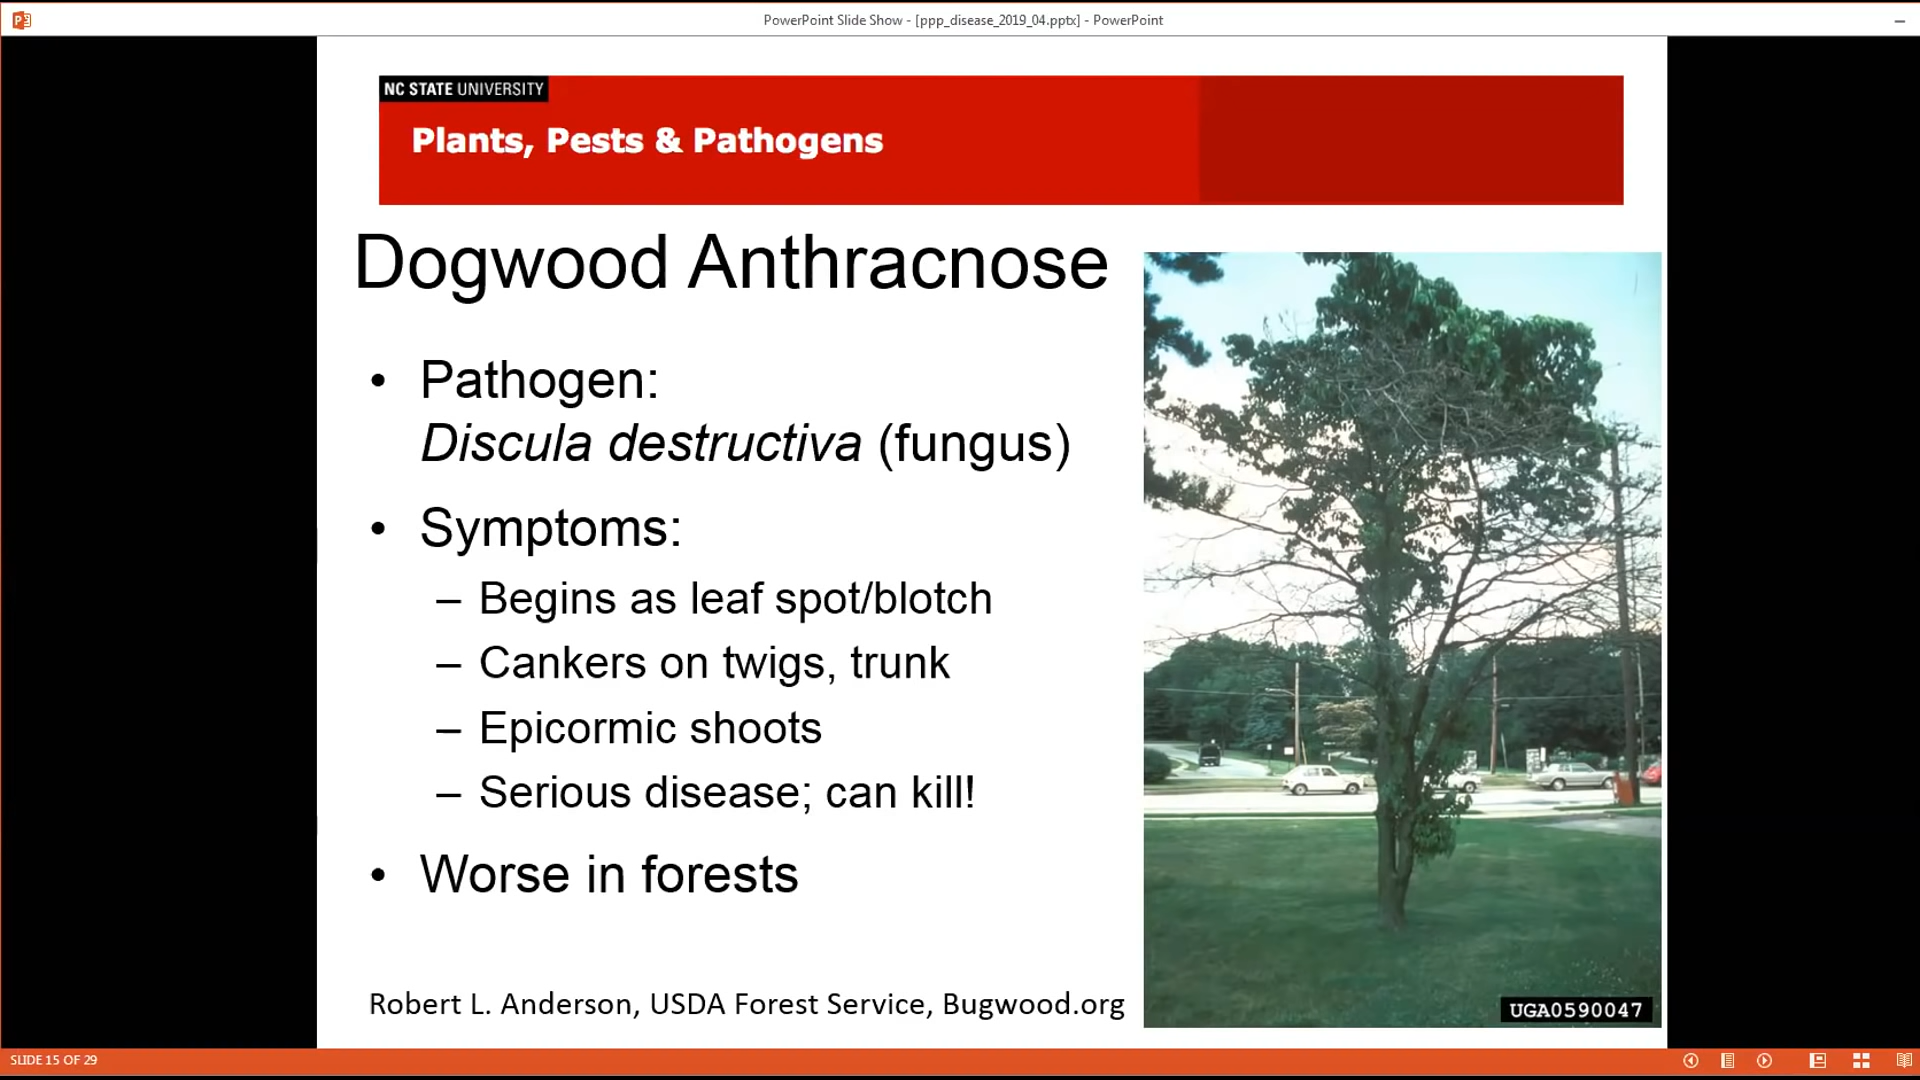 PowerPoint Slide Show - [ppp_disease_2019_04.pptx] - PowerPoint
NC STATE UNIVERSITY
Plants, Pests & Pathogens
Dogwood Anthracnose
• Pathogen:
Discula destructiva (fungus)
• Symptoms:
– Begins as leaf spot/blotch
– Cankers on twigs, trunk
– Epicormic shoots
– Serious disease; can kill!
• Worse in forests
Robert L. Anderson, USDA Forest Service, Bugwood.org
UGA0590047
SLIDE 15 OF 29